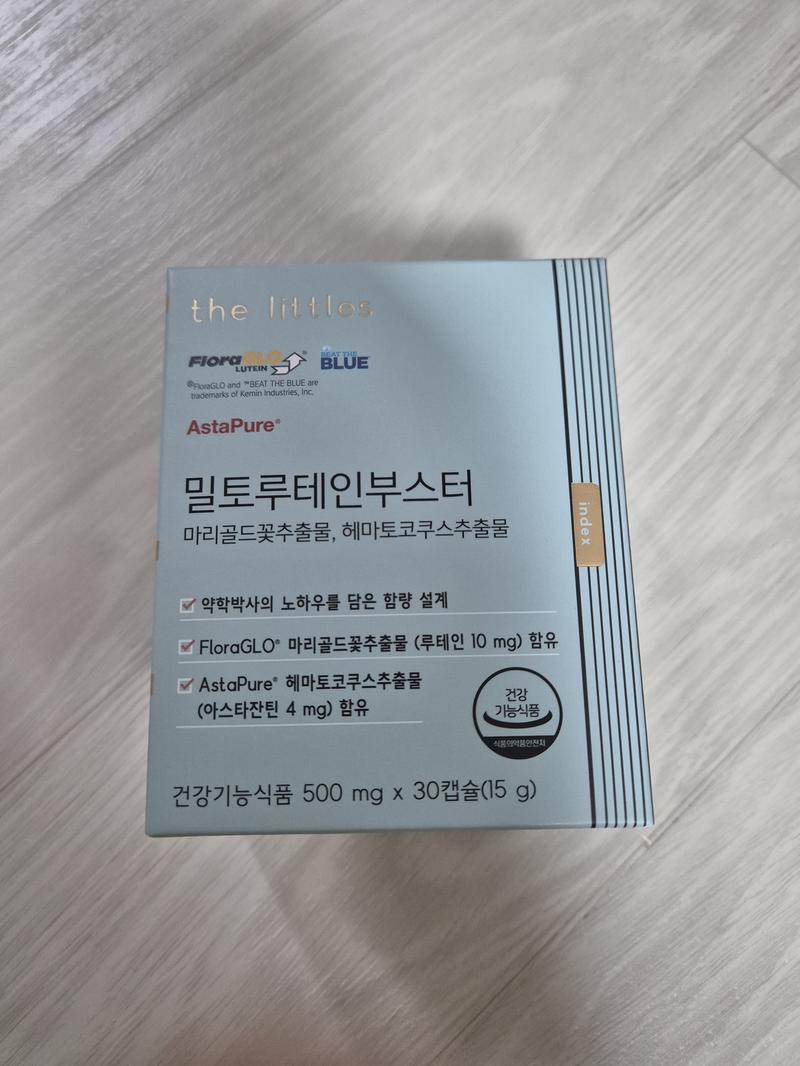 the littles
FloraGLO®
LUTEIN
BEAT THE
BLUE™
®FloraGLO and ™BEAT THE BLUE are
trademarks of Kemin Industries, Inc.
AstaPure®
밀토루테인부스터
마리골드꽃추출물, 헤마토코쿠스추출물
index
약학박사의 노하우를 담은 함량 설계
FloraGLO® 마리골드꽃추출물 (루테인 10 mg) 함유
AstaPure® 헤마토코쿠스추출물
(아스타잔틴 4 mg) 함유
건강
기능식품
식품의약품안전처
건강기능식품 500 mg x 30캡슐(15 g)